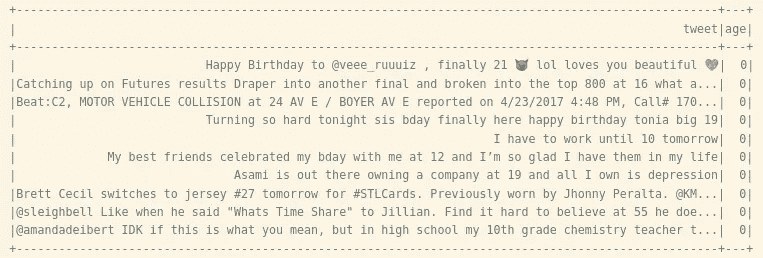 +------------------------------------------------------------------------------------------------+---+
|tweet|age|
+------------------------------------------------------------------------------------------------+---+
|Happy Birthday to @veee_ruuuiz , finally 21 😈 lol loves you beautiful 💖| 0|
|Catching up on Futures results Draper into another final and broken into the top 800 at 16 what a...| 0|
|Beat:C2, MOTOR VEHICLE COLLISION at 24 AV E / BOYER AV E reported on 4/23/2017 4:48 PM, Call# 170...| 0|
|Turning so hard tonight sis bday finally here happy birthday tonia big 19| 0|
|I have to work until 10 tomorrow| 0|
|My best friends celebrated my bday with me at 12 and I’m so glad I have them in my life| 0|
|Asami is out there owning a company at 19 and all I own is depression| 0|
|Brett Cecil switches to jersey #27 tomorrow for #STLCards. Previously worn by Jhonny Peralta. @KM...| 0|
|@sleighbell Like when he said "Whats Time Share" to Jillian. Find it hard to believe at 55 he doe...| 0|
|@amandadeibert IDK if this is what you mean, but in high school my 10th grade chemistry teacher t...| 0|
+------------------------------------------------------------------------------------------------+---+